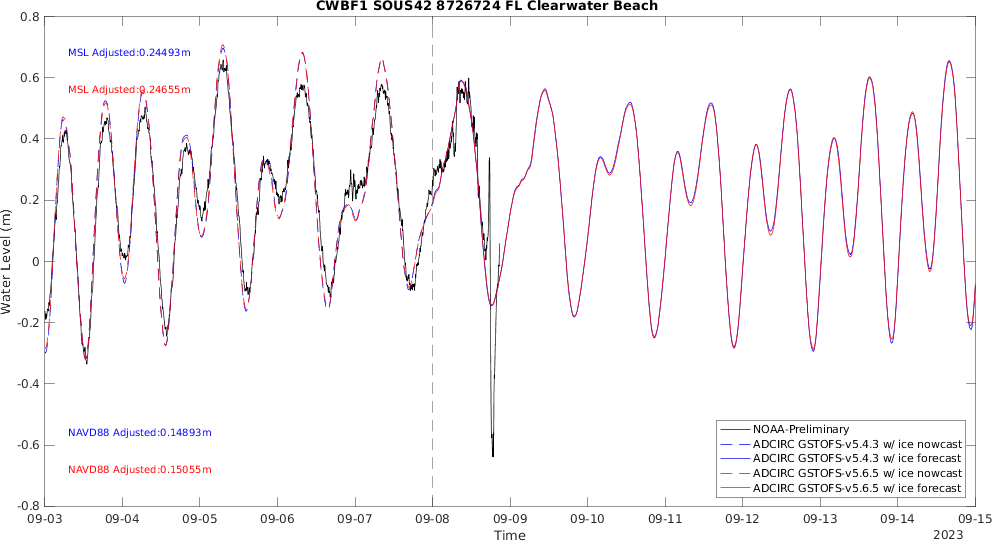 CWBF1 SOUS42 8726724 FL Clearwater Beach
0.8
0.6
0.4
0.2
0
-0.2
-0.4
-0.6
-0.8
Water Level (m)
MSL Adjusted:0.24493m
MSL Adjusted:0.24655m
NAVD88 Adjusted:0.14893m
NAVD88 Adjusted:0.15055m
NOAA-Preliminary
ADCIRC GSTOFS-v5.4.3 w/ ice nowcast
ADCIRC GSTOFS-v5.4.3 w/ ice forecast
ADCIRC GSTOFS-v5.6.5 w/ ice nowcast
ADCIRC GSTOFS-v5.6.5 w/ ice forecast
09-03 09-04 09-05 09-06 09-07 09-08 09-09 09-10 09-11 09-12 09-13 09-14 09-15
Time
2023